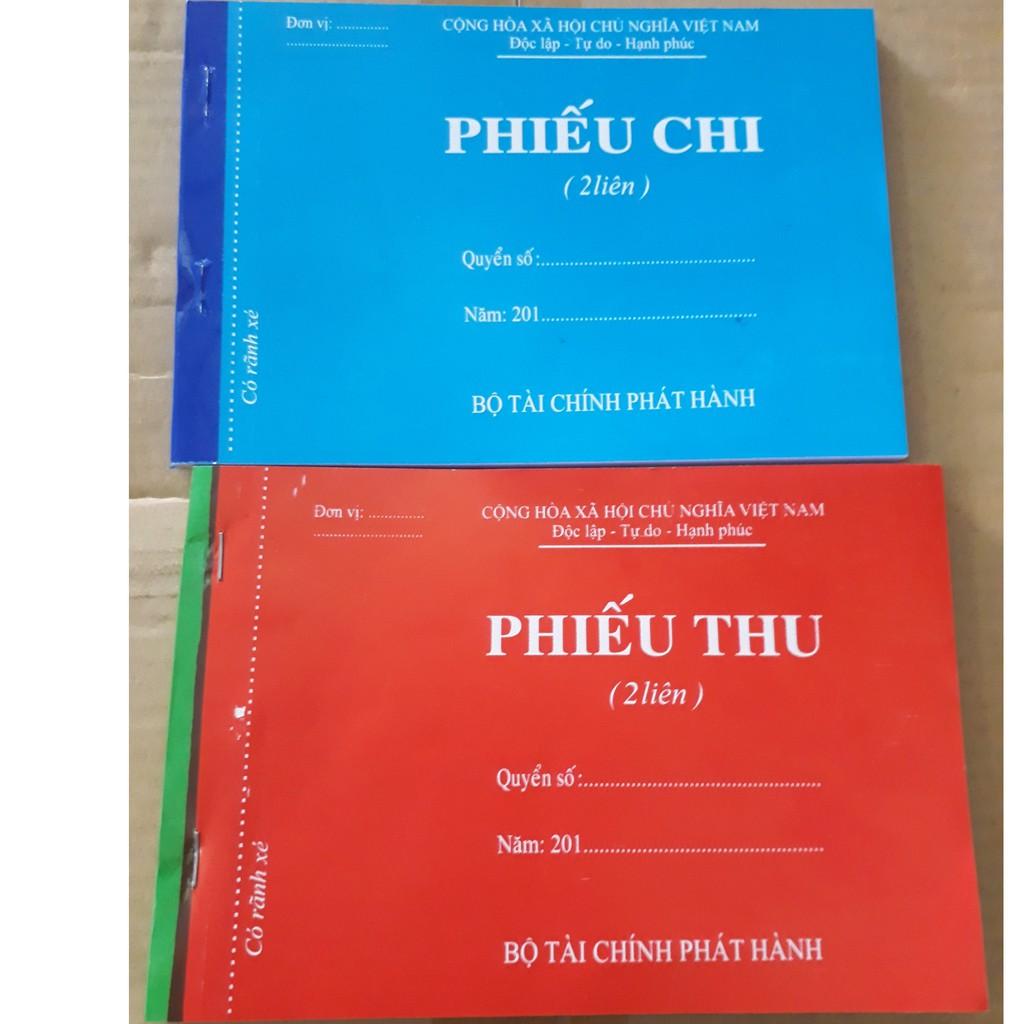 Đơn vị: .............
.........................
CỘNG HÒA XÃ HỘI CHỦ NGHĨA VIỆT NAM
Độc lập - Tự do - Hạnh phúc
PHIẾU CHI
( 2liên )
Quyển số:.............................................
Năm: 201.............................................
Có rãnh xé
BỘ TÀI CHÍNH PHÁT HÀNH
Đơn vị: .............
.........................
CỘNG HÒA XÃ HỘI CHỦ NGHĨA VIỆT NAM
Độc lập - Tự do - Hạnh phúc
PHIẾU THU
( 2liên )
Quyển số:.............................................
Năm: 201.............................................
Có rãnh xé
BỘ TÀI CHÍNH PHÁT HÀNH